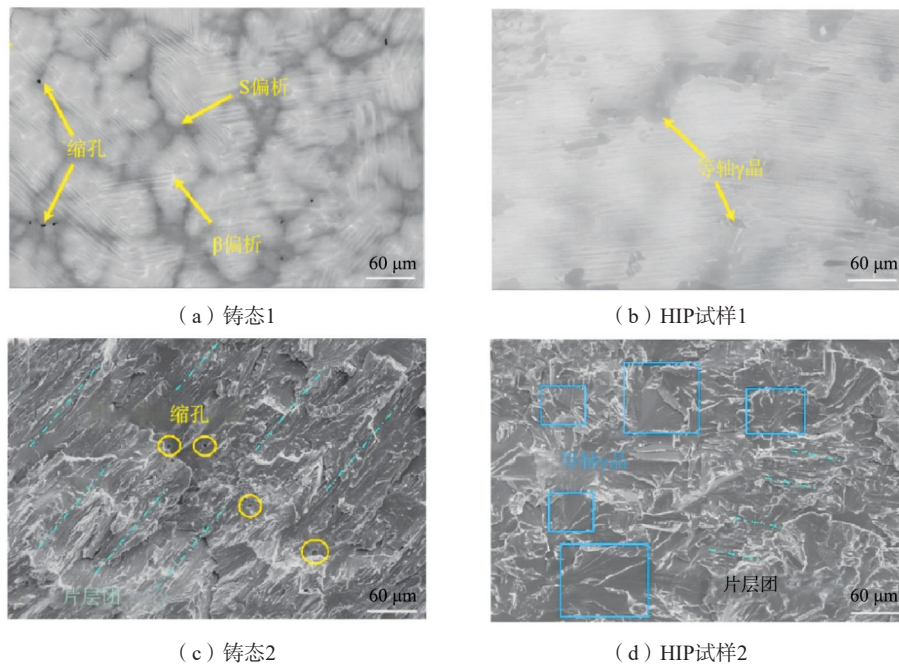 S偏析
缩孔
β偏析
60 μm
等轴γ晶
60 μm
(a)铸态1
(b)HIP试样1
缩孔
片层团
60 μm
等轴γ晶
片层团
60 μm
(c)铸态2
(d)HIP试样2